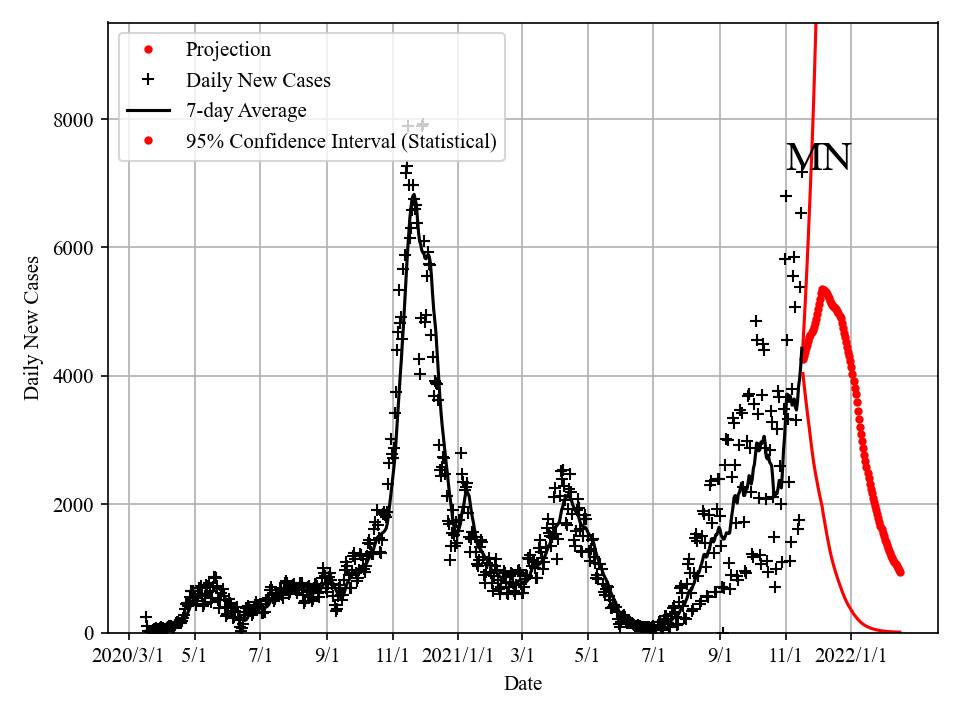 Projection
Daily New Cases
7-day Average
95% Confidence Interval (Statistical)
MN
Daily New Cases
8000
6000
4000
2000
0
2020/3/1 5/1 7/1 9/1 11/1 2021/1/1 3/1 5/1 7/1 9/1 11/1 2022/1/1
Date